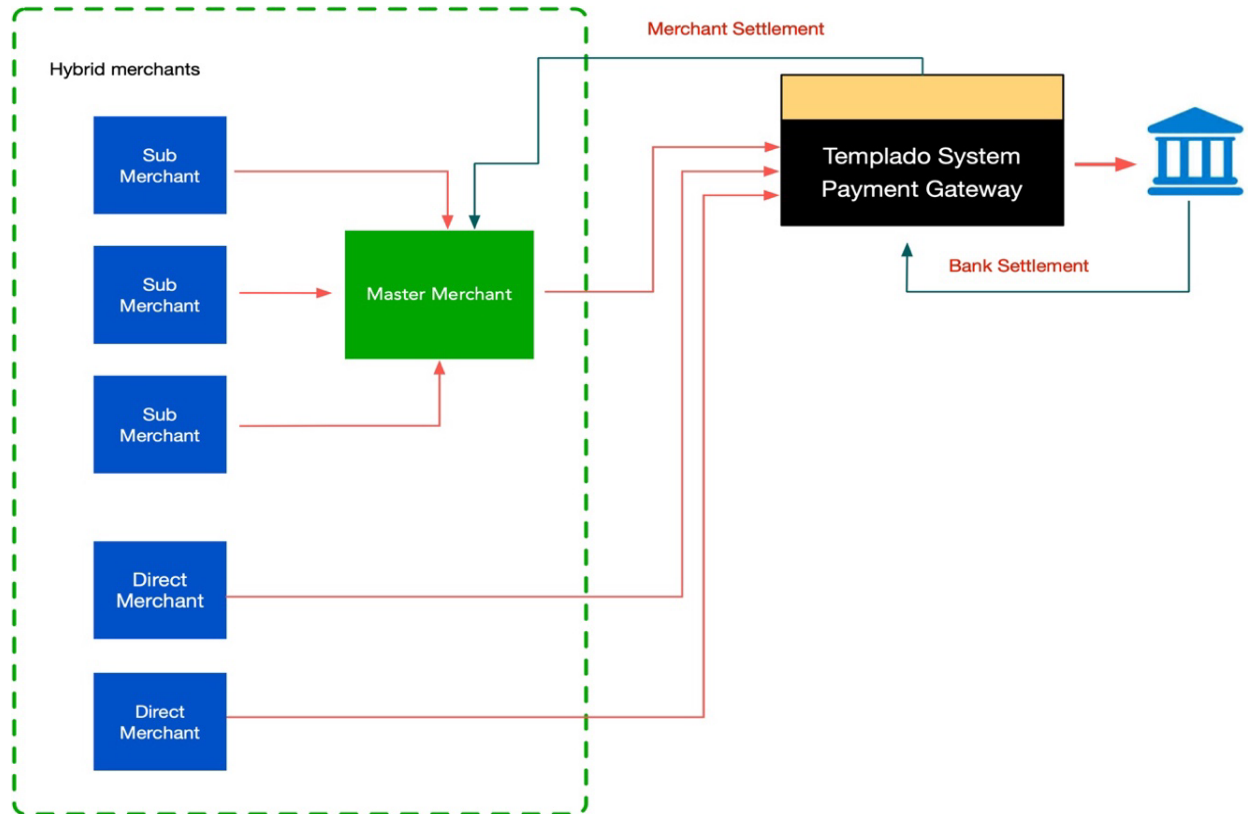 Merchant Settlement
Hybrid merchants
Sub
Merchant
Templado System
Payment Gateway
Sub
Merchant
Master Merchant
Bank Settlement
Sub
Merchant
Direct
Merchant
Direct
Merchant